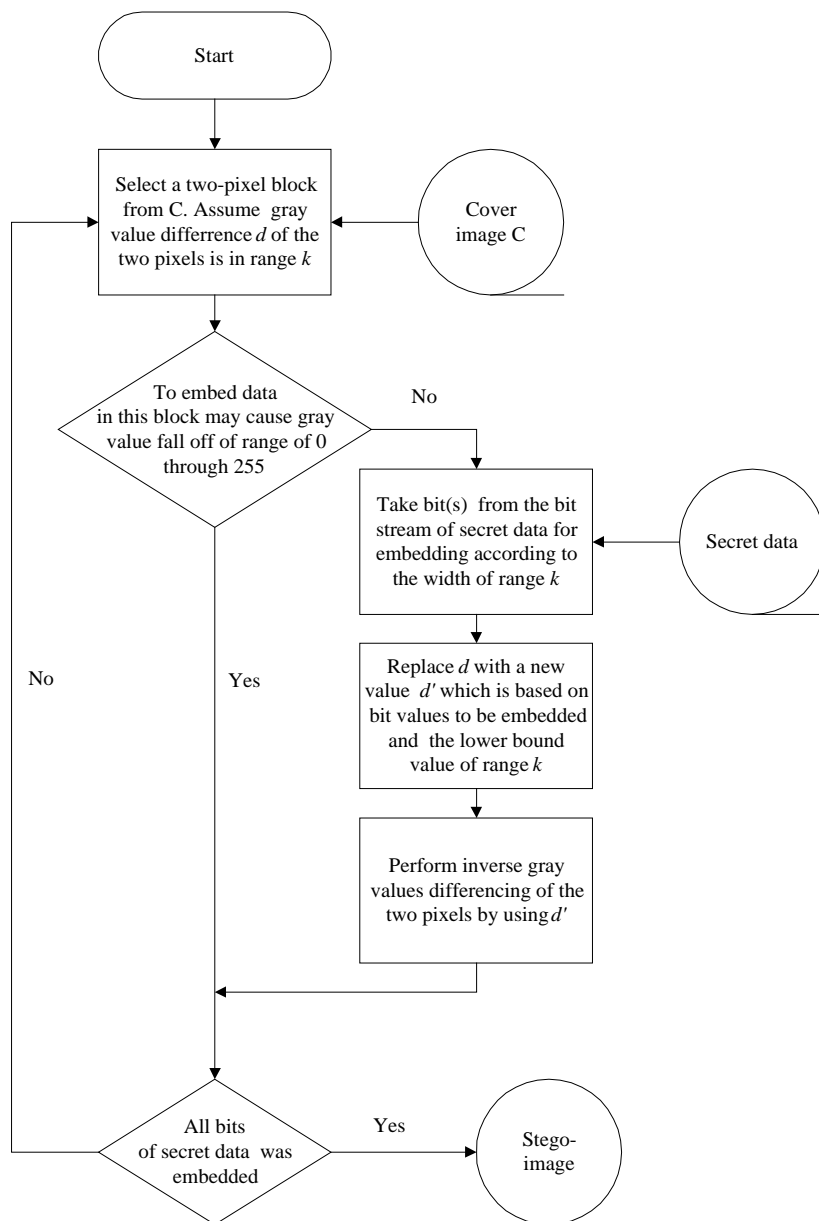 Start
Select a two-pixel block
from C. Assume gray
value differrence d of the
two pixels is in range k
Cover
image C
To embed data
in this block may cause gray
value fall off of range of 0
through 255
No
Take bit(s) from the bit
stream of secret data for
embedding according to
the width of range k
Secret data
Replace d with a new
value d' which is based on
bit values to be embedded
and the lower bound
value of range k
No
Yes
Perform inverse gray
values differencing of the
two pixels by using d'
All bits
of secret data was
embedded
Yes
Stego-
image